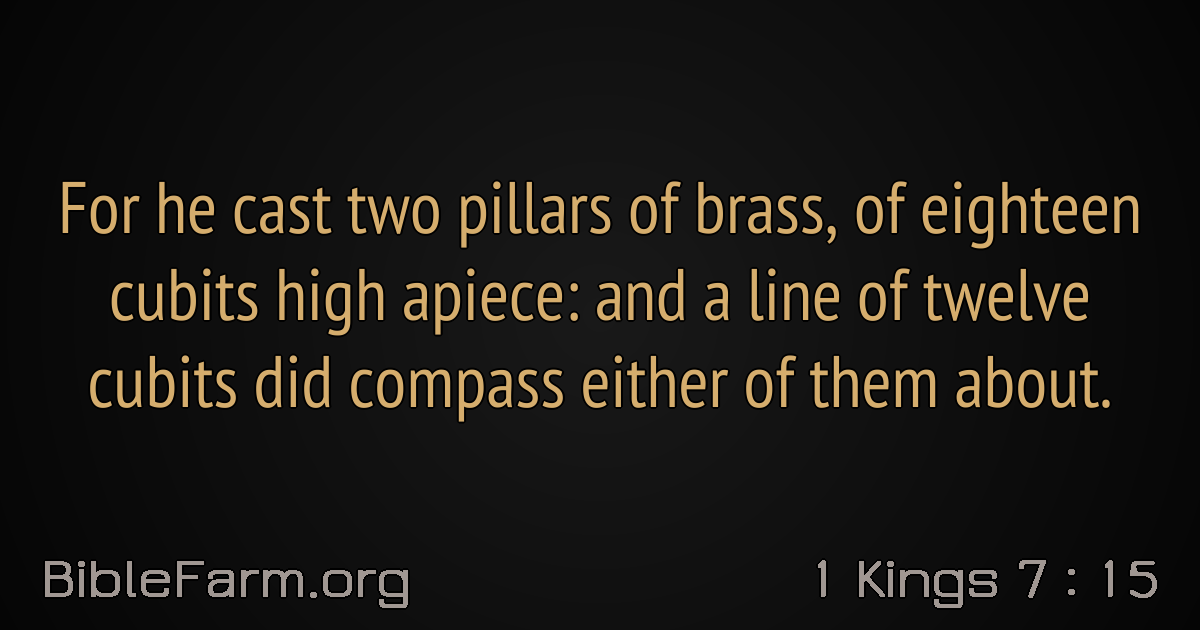 For he cast two pillars of brass, of eighteen
cubits high apiece: and a line of twelve
cubits did compass either of them about.
BibleFarm.org
1 Kings 7 : 15